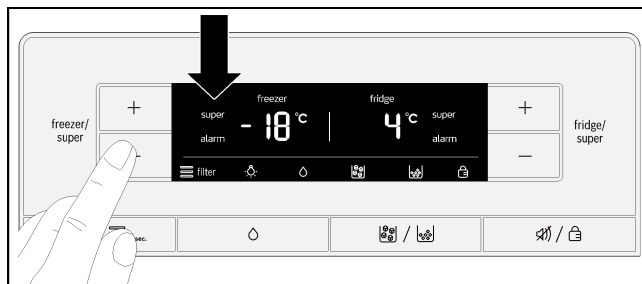 freezer/
super
+
−
super
alarm
freezer
-18°C
fridge
4°C
super
alarm
filter
+
−
fridge/
super
sec.
/
/